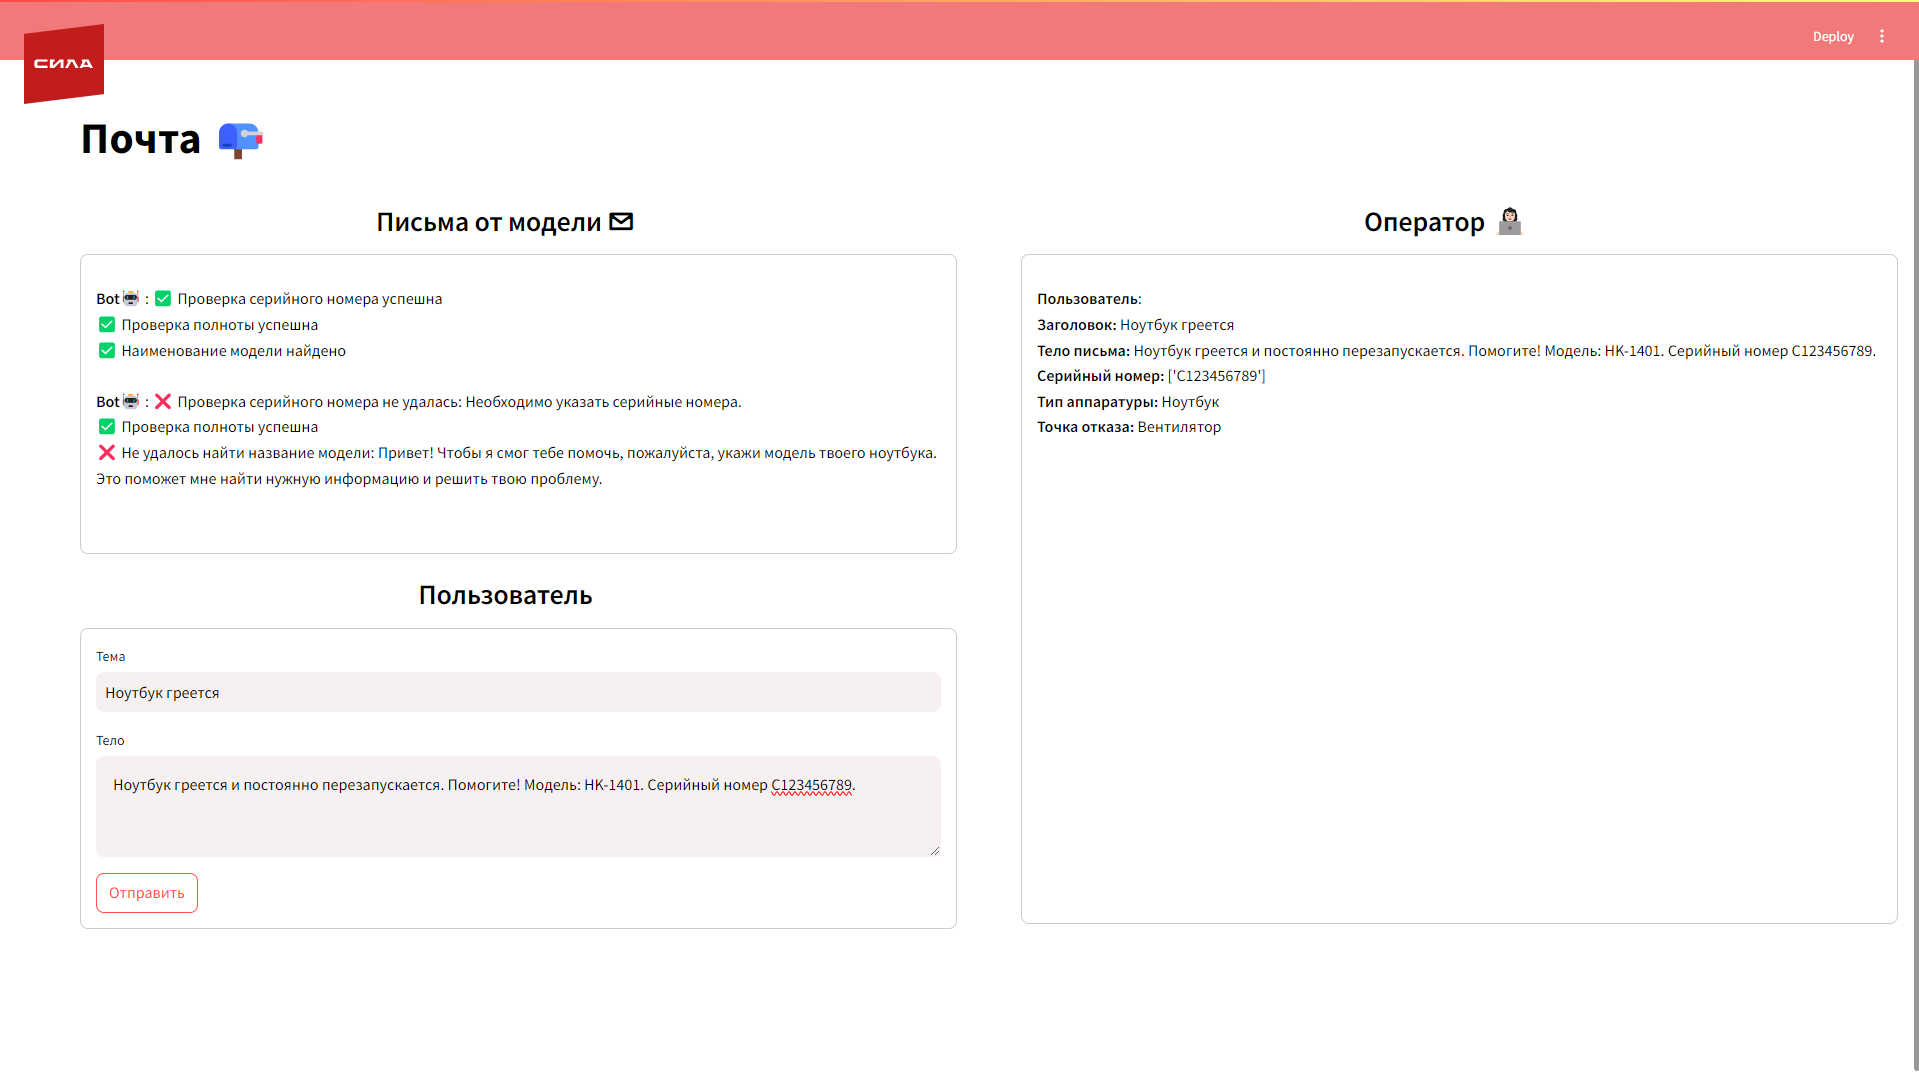 Deploy
СИЛА
Почта
Письма от модели
Bot : Проверка серийного номера успешна
Проверка полноты успешна
Наименование модели найдено
Bot : Проверка серийного номера не удалась: Необходимо указать серийные номера.
Проверка полноты успешна
Не удалось найти название модели: Привет! Чтобы я смог тебе помочь, пожалуйста, укажи модель твоего ноутбука.
Это поможет мне найти нужную информацию и решить твою проблему.
Пользователь
Тема
Ноутбук греется
Тело
Ноутбук греется и постоянно перезапускается. Помогите! Модель: НК-1401. Серийный номер C123456789.
Отправить
Оператор
Пользователь:
Заголовок: Ноутбук греется
Тело письма: Ноутбук греется и постоянно перезапускается. Помогите! Модель: НК-1401. Серийный номер C123456789.
Серийный номер: ['C123456789']
Тип аппаратуры: Ноутбук
Точка отказа: Вентилятор